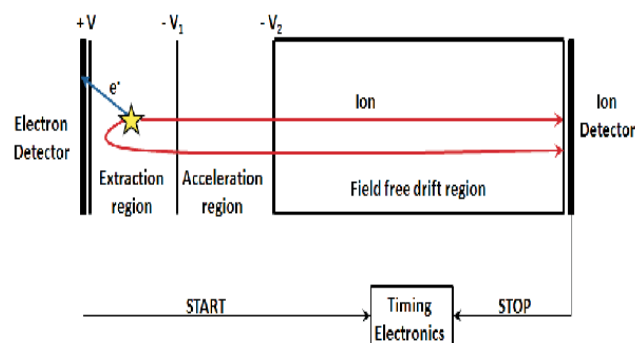 + V
- V₁
- V₂
e⁻
Ion
Electron
Detector
Ion
Detector
Extraction
region
Acceleration
region
Field free drift region
START
Timing
Electronics
STOP